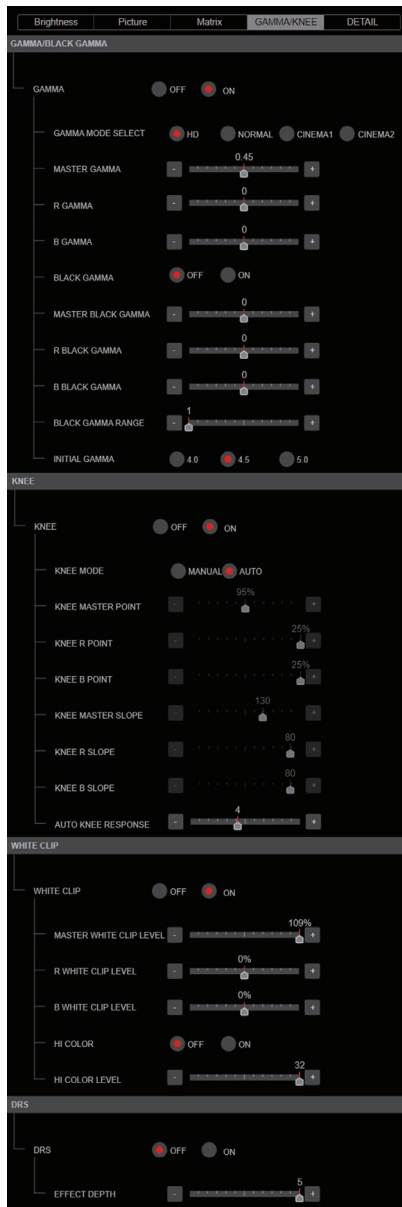 Brightness Picture Matrix GAMMA/KNEE DETAIL
GAMMA/BLACK GAMMA
GAMMA OFF ON
GAMMA MODE SELECT HD NORMAL CINEMA1 CINEMA2
0.45
MASTER GAMMA - +
0
R GAMMA - +
0
B GAMMA - +
BLACK GAMMA OFF ON
0
MASTER BLACK GAMMA - +
0
R BLACK GAMMA - +
0
B BLACK GAMMA - +
1
BLACK GAMMA RANGE - +
INITIAL GAMMA 4.0 4.5 5.0
KNEE
KNEE OFF ON
KNEE MODE MANUAL AUTO
95%
KNEE MASTER POINT - +
25%
KNEE R POINT - +
25%
KNEE B POINT - +
130
KNEE MASTER SLOPE - +
80
KNEE R SLOPE - +
80
KNEE B SLOPE - +
4
AUTO KNEE RESPONSE - +
WHITE CLIP
WHITE CLIP OFF ON
109%
MASTER WHITE CLIP LEVEL - +
0%
R WHITE CLIP LEVEL - +
0%
B WHITE CLIP LEVEL - +
HI COLOR OFF ON
32
HI COLOR LEVEL - +
DRS
DRS OFF ON
5
EFFECT DEPTH - +